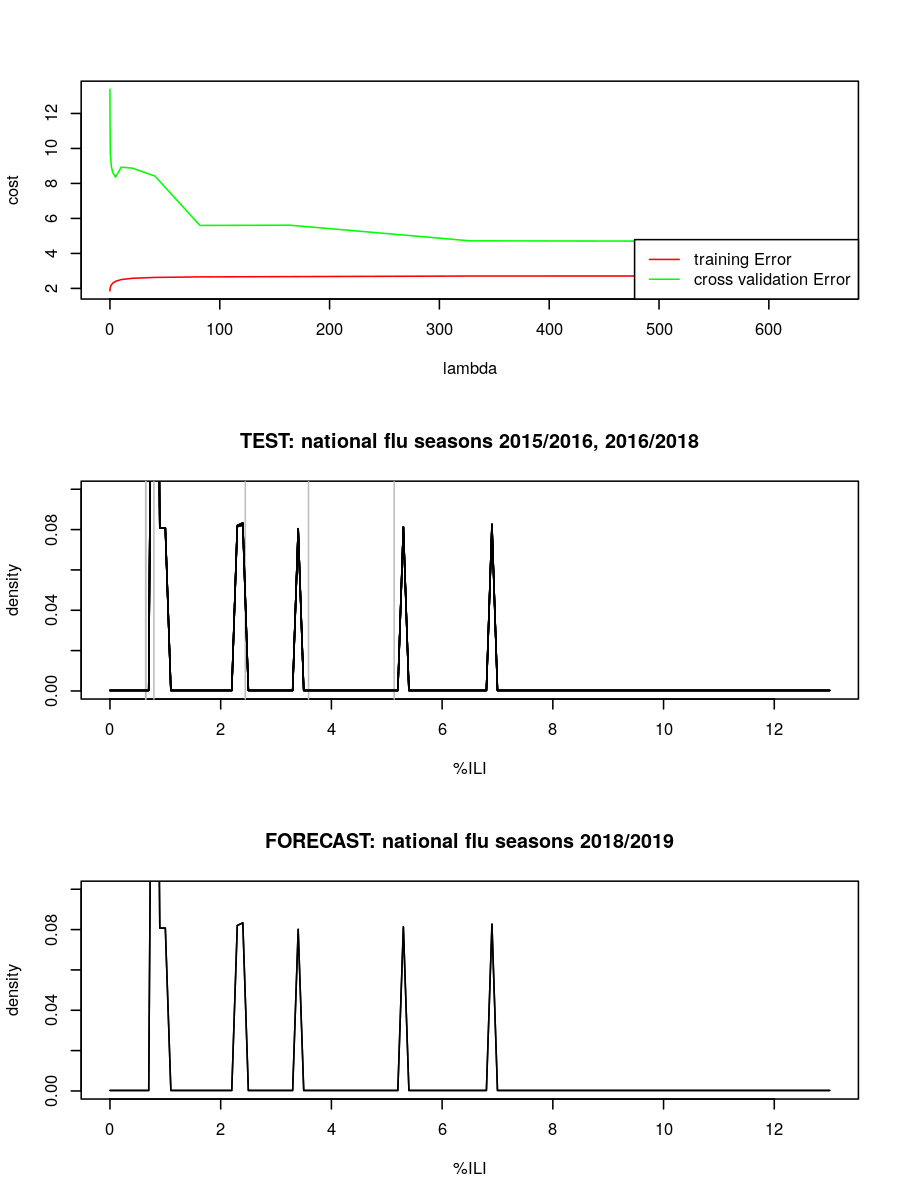 12
10
8
6
4
2
cost
training Error
cross validation Error
0 100 200 300 400 500 600
lambda
TEST: national flu seasons 2015/2016, 2016/2018
0.08
0.04
0.00
density
0 2 4 6 8 10 12
%ILI
FORECAST: national flu seasons 2018/2019
0.08
0.04
0.00
density
0 2 4 6 8 10 12
%ILI